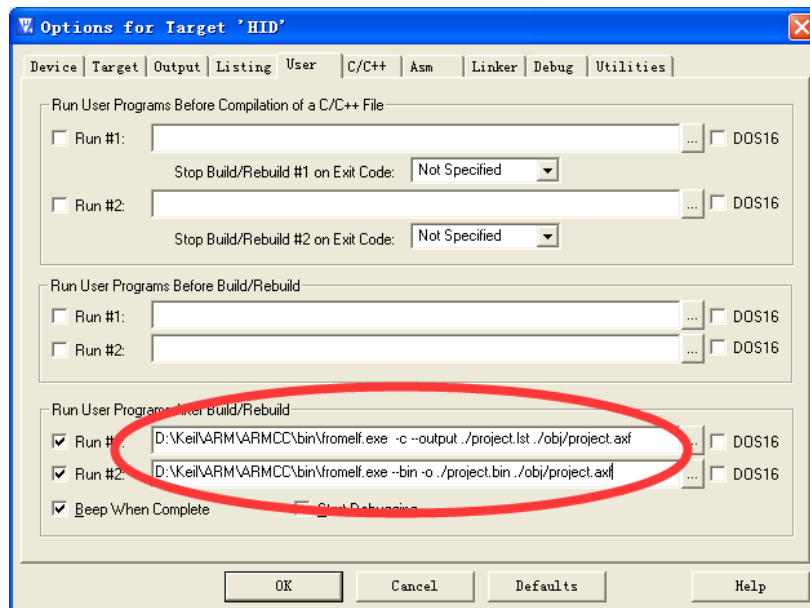 Options for Target 'HID'
Device Target Output Listing User C/C++ Asm Linker Debug Utilities
Run User Programs Before Compilation of a C/C++ File
Run #1: ... DOS16
Stop Build/Rebuild #1 on Exit Code: Not Specified
Run #2: ... DOS16
Stop Build/Rebuild #2 on Exit Code: Not Specified
Run User Programs Before Build/Rebuild
Run #1: ... DOS16
Run #2: ... DOS16
Run User Programs After Build/Rebuild
Run # D:\Keil\ARM\ARMCC\bin\fromelf.exe -c --output ./project.lst ./obj/project.axf ... DOS16
Run #2: D:\Keil\ARM\ARMCC\bin\fromelf.exe --bin -o ./project.bin ./obj/project.axf ... DOS16
Beep When Complete Start Debugging
OK Cancel Defaults Help